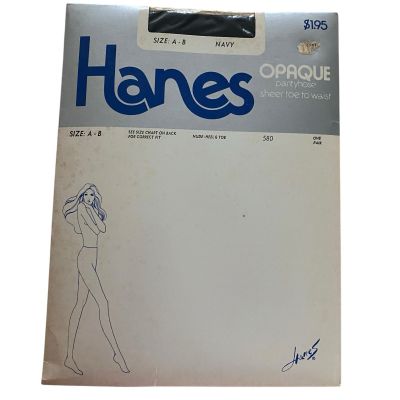 SIZE: A - B NAVY $1.95
Hanes
OPAQUE
pantyhose
sheer toe to waist
SIZE: A - B
SEE SIZE CHART ON BACK
FOR CORRECT FIT
NUDE-HEEL & TOE
580
ONE
PAIR
Hanes